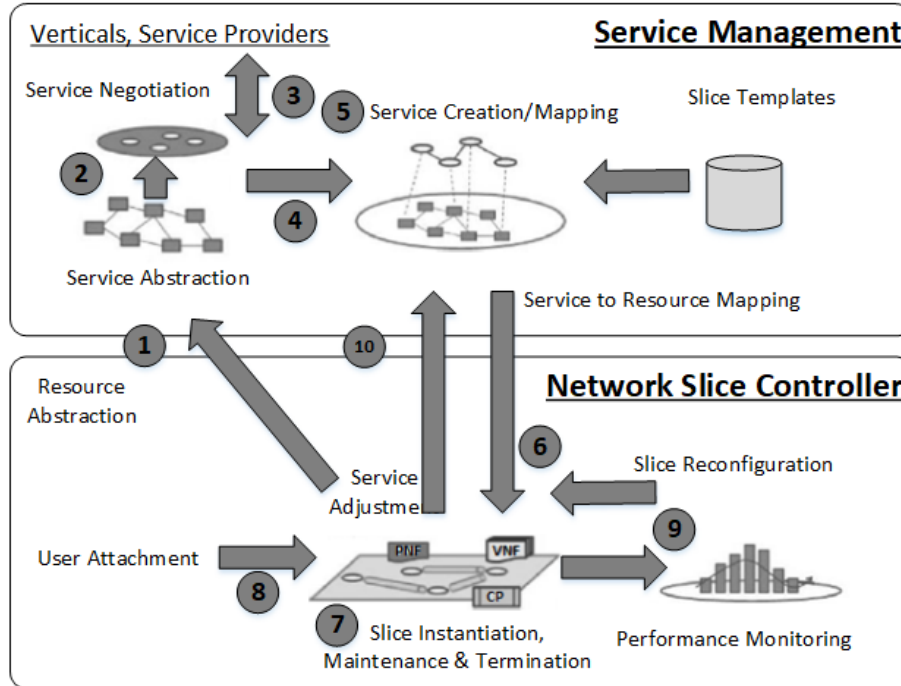 Verticals, Service Providers
Service Management
Service Negotiation
3
5
Service Creation/Mapping
Slice Templates
2
4
Service Abstraction
Service to Resource Mapping
1
10
Resource
Abstraction
Network Slice Controller
6
Service
Adjustment
Slice Reconfiguration
9
User Attachment
8
PNF
VNF
CP
7
Slice Instantiation,
Maintenance & Termination
Performance Monitoring